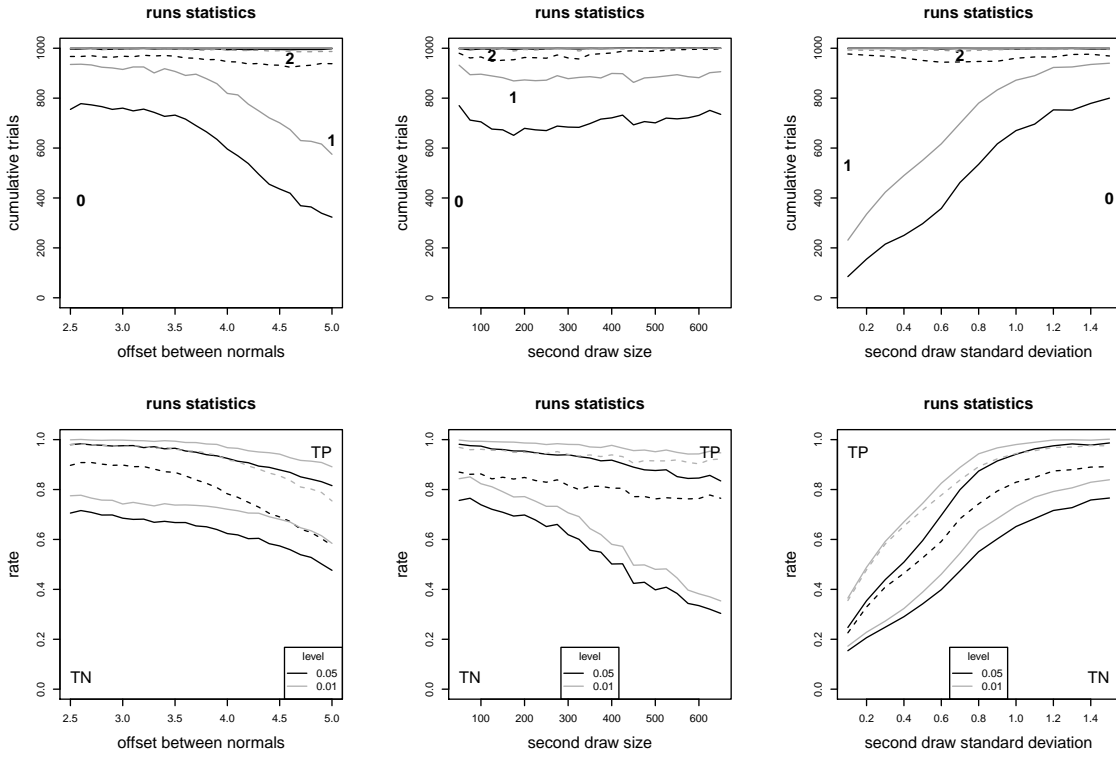 runs statistics
cumulative trials
0 200 400 600 800 1000
0
1
2
2.5 3.0 3.5 4.0 4.5 5.0
offset between normals
runs statistics
cumulative trials
0 200 400 600 800 1000
0
1
2
100 200 300 400 500 600
second draw size
runs statistics
cumulative trials
0 200 400 600 800 1000
0
1
2
0.2 0.4 0.6 0.8 1.0 1.2 1.4
second draw standard deviation
runs statistics
rate
0.0 0.2 0.4 0.6 0.8 1.0
TP
TN
level
0.05
0.01
2.5 3.0 3.5 4.0 4.5 5.0
offset between normals
runs statistics
rate
0.0 0.2 0.4 0.6 0.8 1.0
TP
TN
level
0.05
0.01
100 200 300 400 500 600
second draw size
runs statistics
rate
0.0 0.2 0.4 0.6 0.8 1.0
TP
TN
level
0.05
0.01
0.2 0.4 0.6 0.8 1.0 1.2 1.4
second draw standard deviation